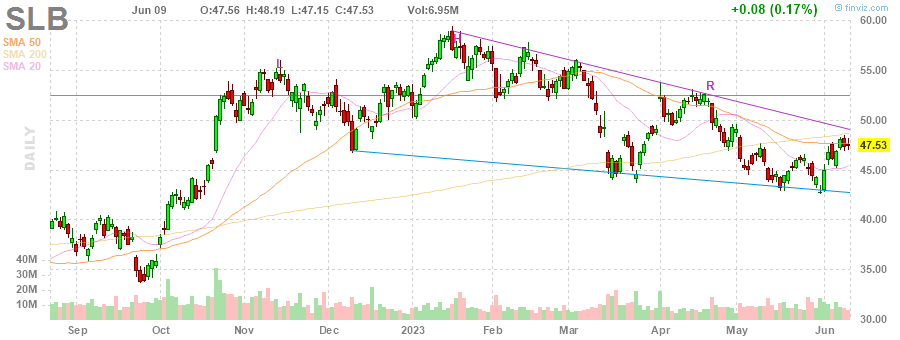 SLB Jun 09 O:47.56 H:48.19 L:47.15 C:47.53 Vol:6.95M +0.08 (0.17%) © finviz.com
SMA 50
SMA 200
SMA 20
DAILY
R
60.00
55.00
50.00
47.53
45.00
40.00
35.00
30.00
40M
30M
20M
10M
Sep Oct Nov Dec 2023 Feb Mar Apr May Jun